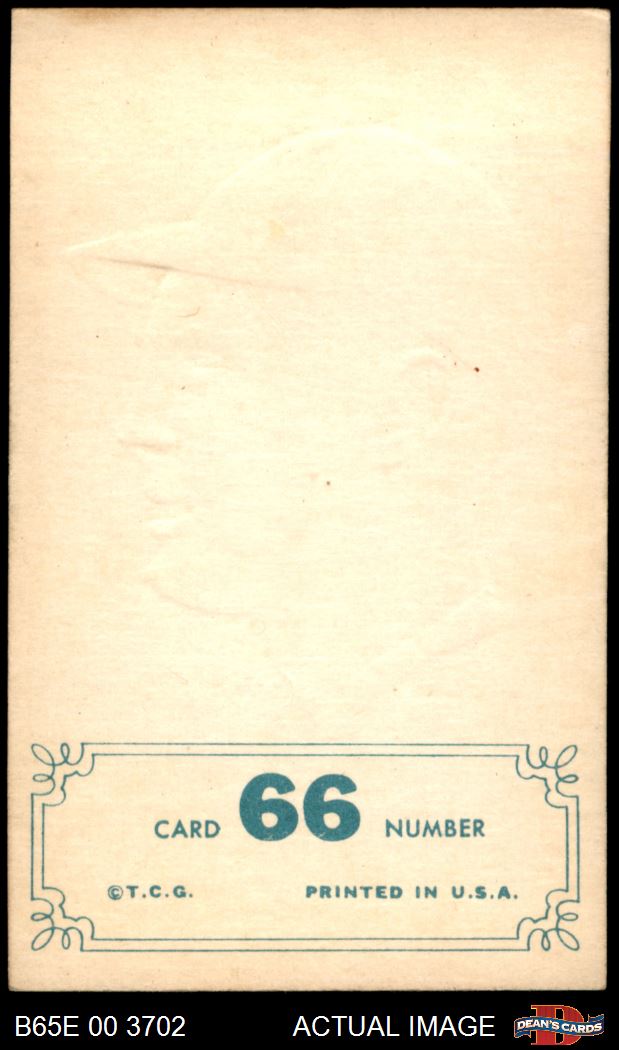 CARD 66 NUMBER
©T.C.G. PRINTED IN U.S.A.
B65E 00 3702 ACTUAL IMAGE DEAN'S CARDS